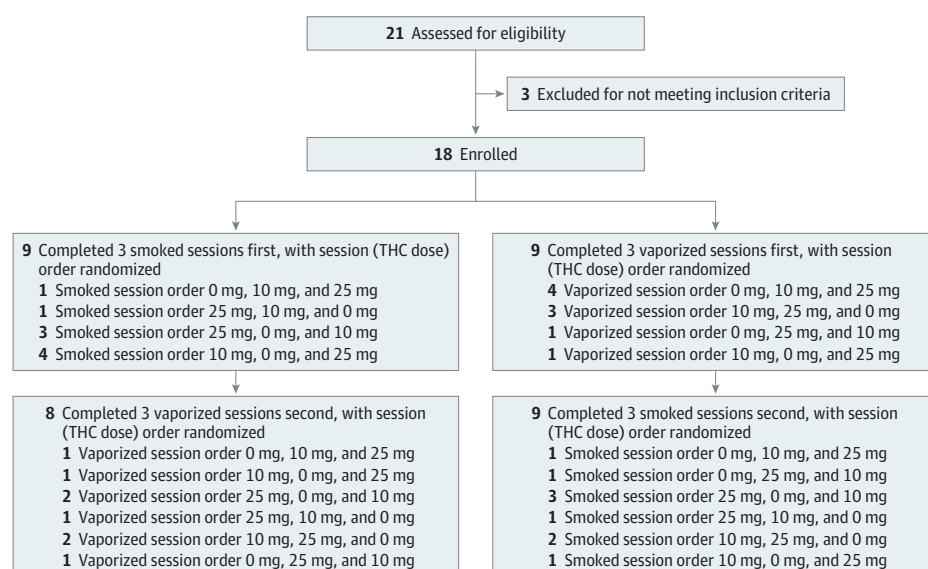 21 Assessed for eligibility
3 Excluded for not meeting inclusion criteria
18 Enrolled
9 Completed 3 smoked sessions first, with session (THC dose)
order randomized
1 Smoked session order 0 mg, 10 mg, and 25 mg
1 Smoked session order 25 mg, 10 mg, and 0 mg
3 Smoked session order 25 mg, 0 mg, and 10 mg
4 Smoked session order 10 mg, 0 mg, and 25 mg
9 Completed 3 vaporized sessions first, with session
(THC dose) order randomized
4 Vaporized session order 0 mg, 10 mg, and 25 mg
3 Vaporized session order 10 mg, 25 mg, and 0 mg
1 Vaporized session order 0 mg, 25 mg, and 10 mg
1 Vaporized session order 10 mg, 0 mg, and 25 mg
8 Completed 3 vaporized sessions second, with session
(THC dose) order randomized
1 Vaporized session order 0 mg, 10 mg, and 25 mg
1 Vaporized session order 10 mg, 0 mg, and 25 mg
2 Vaporized session order 25 mg, 0 mg, and 10 mg
1 Vaporized session order 25 mg, 10 mg, and 0 mg
2 Vaporized session order 10 mg, 25 mg, and 0 mg
1 Vaporized session order 0 mg, 25 mg, and 10 mg
9 Completed 3 smoked sessions second, with session
(THC dose) order randomized
1 Smoked session order 0 mg, 10 mg, and 25 mg
1 Smoked session order 0 mg, 25 mg, and 10 mg
3 Smoked session order 25 mg, 0 mg, and 10 mg
1 Smoked session order 25 mg, 10 mg, and 0 mg
2 Smoked session order 10 mg, 25 mg, and 0 mg
1 Smoked session order 10 mg, 0 mg, and 25 mg